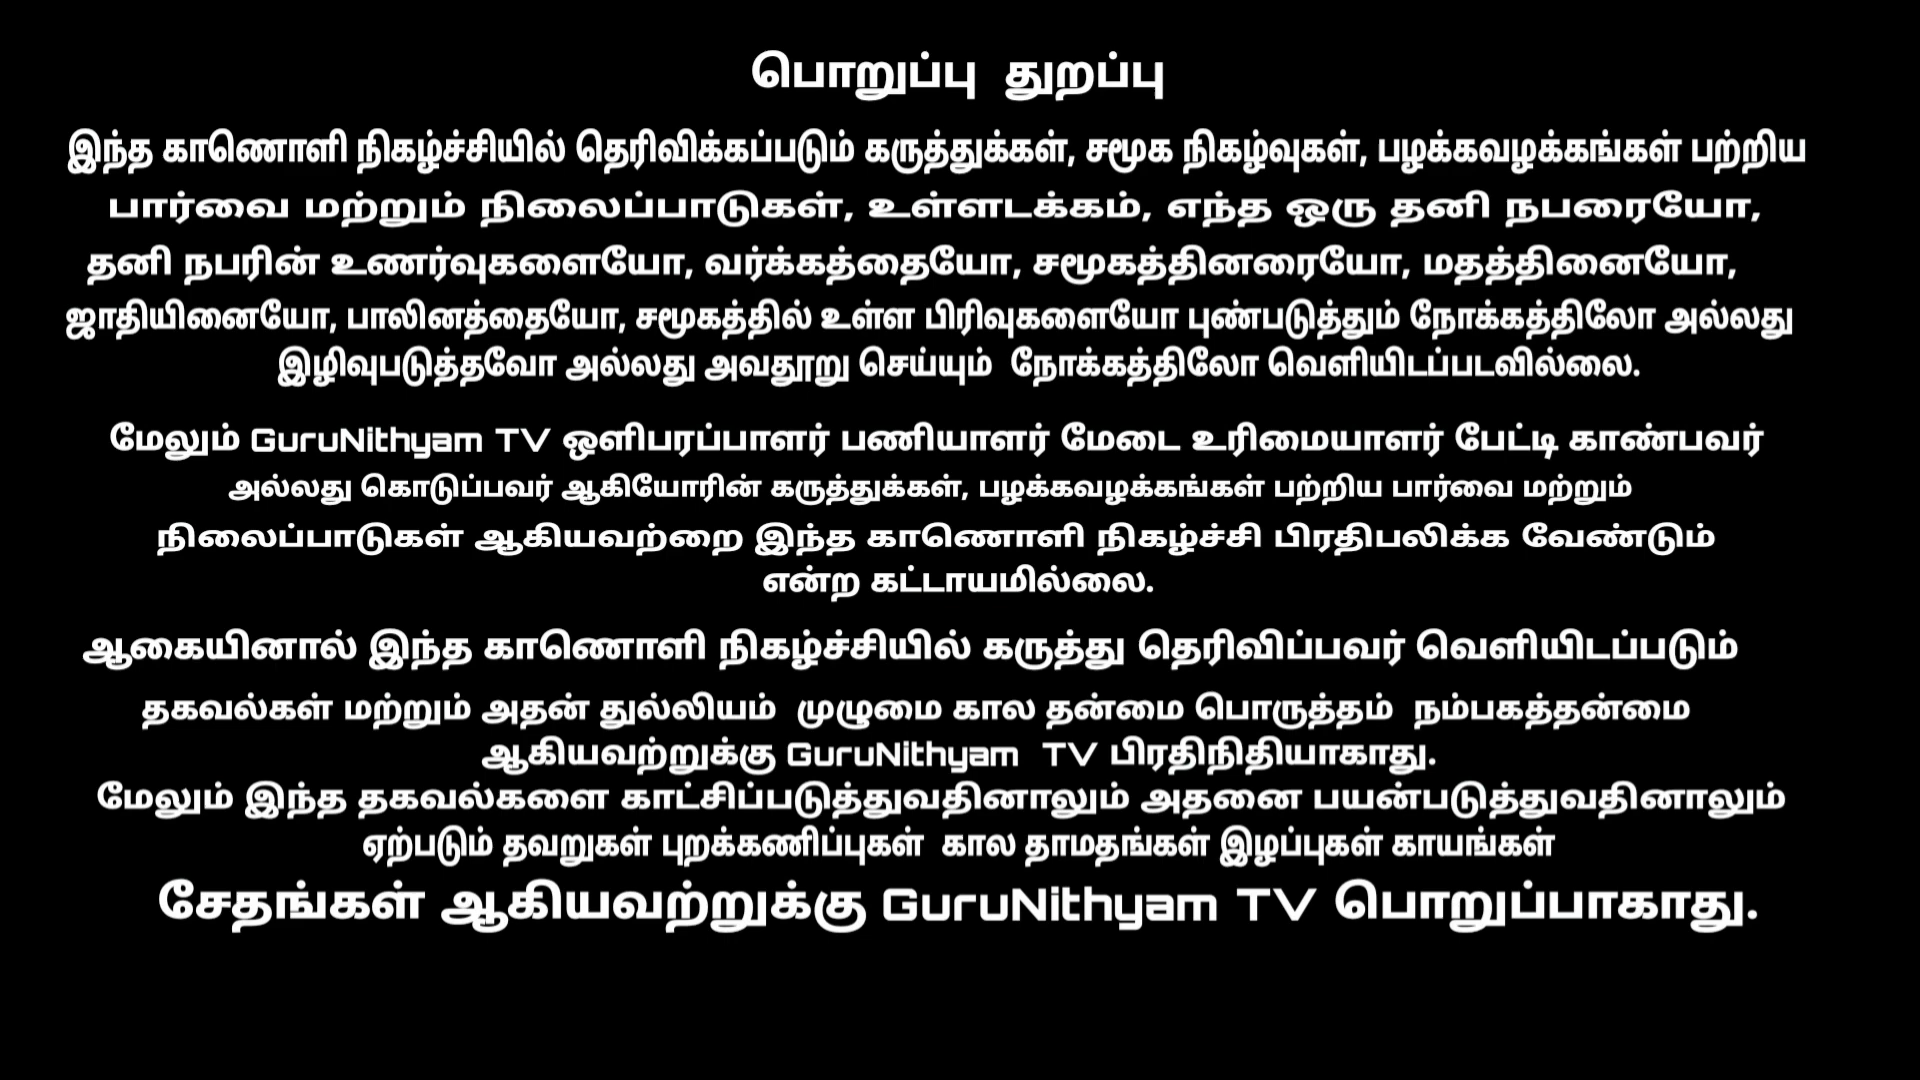 பொறுப்பு துறப்பு
இந்த காணொளி நிகழ்ச்சியில் தெரிவிக்கப்படும் கருத்துக்கள், சமூக நிகழ்வுகள், பழக்கவழக்கங்கள் பற்றிய
பார்வை மற்றும் நிலைப்பாடுகள், உள்ளடக்கம், எந்த ஒரு தனி நபரையோ,
தனி நபரின் உணர்வுகளையோ, வர்க்கத்தையோ, சமூகத்தினரையோ, மதத்தினையோ,
ஜாதியினையோ, பாலினத்தையோ, சமூகத்தில் உள்ள பிரிவுகளையோ புண்படுத்தும் நோக்கத்திலோ அல்லது
இழிவுபடுத்தவோ அல்லது அவதூறு செய்யும் நோக்கத்திலோ வெளியிடப்படவில்லை.
மேலும் GuruNithyam TV ஒளிபரப்பாளர் பணியாளர் மேடை உரிமையாளர் பேட்டி காண்பவர்
அல்லது கொடுப்பவர் ஆகியோரின் கருத்துக்கள், பழக்கவழக்கங்கள் பற்றிய பார்வை மற்றும்
நிலைப்பாடுகள் ஆகியவற்றை இந்த காணொளி நிகழ்ச்சி பிரதிபலிக்க வேண்டும்
என்ற கட்டாயமில்லை.
ஆகையினால் இந்த காணொளி நிகழ்ச்சியில் கருத்து தெரிவிப்பவர் வெளியிடப்படும்
தகவல்கள் மற்றும் அதன் துல்லியம் முழுமை கால தன்மை பொருத்தம் நம்பகத்தன்மை
ஆகியவற்றுக்கு GuruNithyam TV பிரதிநிதியாகாது.
மேலும் இந்த தகவல்களை காட்சிப்படுத்துவதினாலும் அதனை பயன்படுத்துவதினாலும்
ஏற்படும் தவறுகள் புறக்கணிப்புகள் கால தாமதங்கள் இழப்புகள் காயங்கள்
சேதங்கள் ஆகியவற்றுக்கு GuruNithyam TV பொறுப்பாகாது.